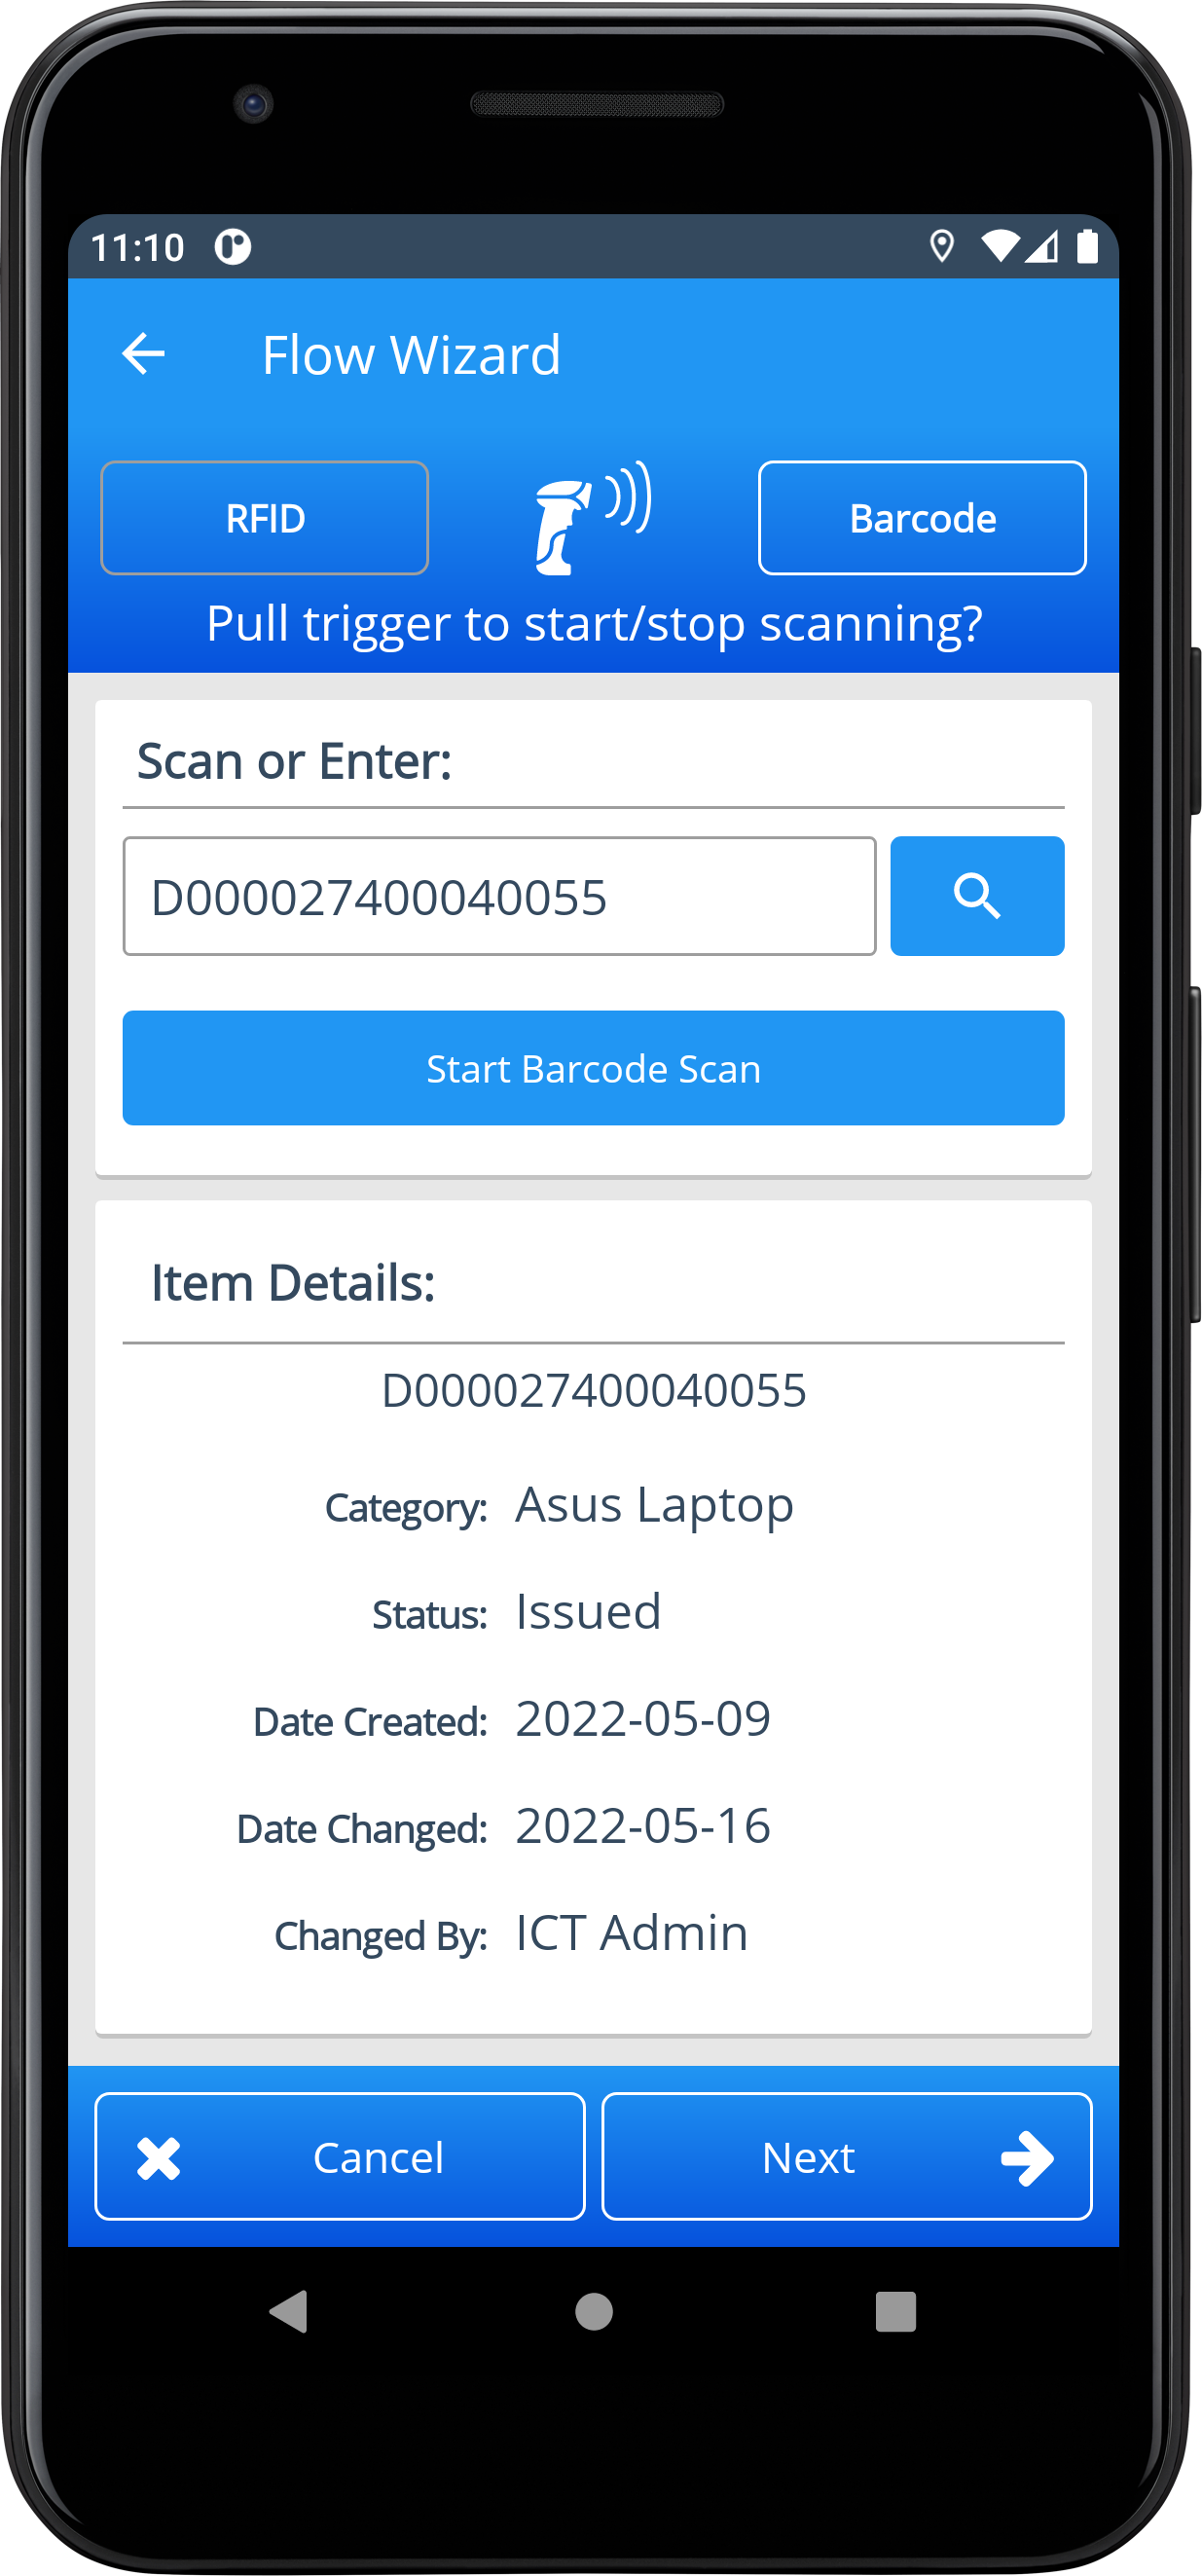 11:10
Flow Wizard
RFID
Barcode
Pull trigger to start/stop scanning?
Scan or Enter:
D000027400040055
Start Barcode Scan
Item Details:
D000027400040055
Category: Asus Laptop
Status: Issued
Date Created: 2022-05-09
Date Changed: 2022-05-16
Changed By: ICT Admin
Cancel
Next